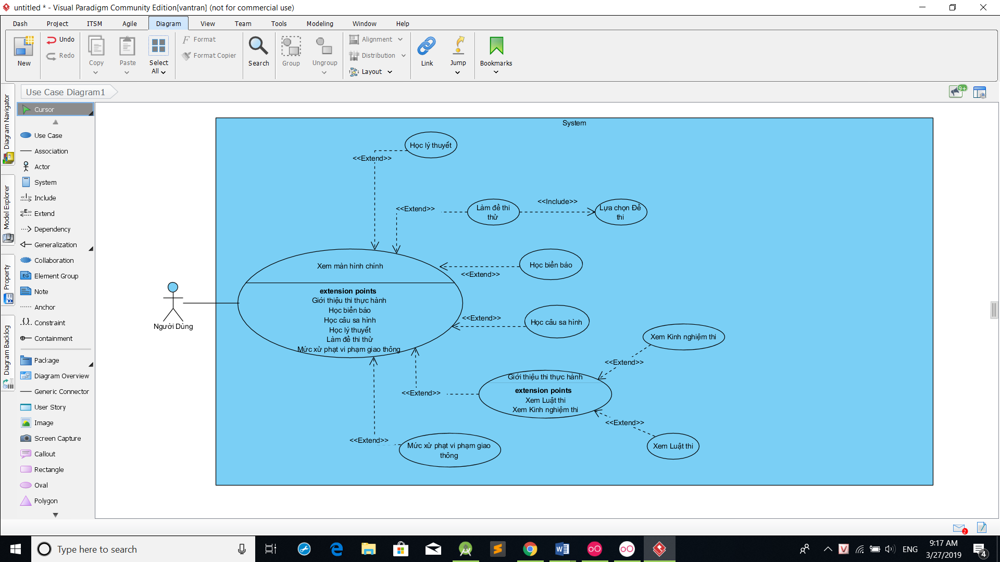 untitled * - Visual Paradigm Community Edition[vantran] (not for commercial use)
Dash Project ITSM Agile Diagram View Team Tools Modeling Window Help
New
Undo
Redo
Copy
Paste
Select
All
Format
Format Copier
Search
Group
Ungroup
Alignment
Distribution
Layout
Link
Jump
Bookmarks
Use Case Diagram1
9+
Diagram Navigator
Model Explorer
Property
Diagram Backlog
Cursor
Use Case
Association
Actor
System
Include
Extend
Dependency
Generalization
Collaboration
EG Element Group
Note
Anchor
Constraint
Containment
Package
Diagram Overview
Generic Connector
User Story
Image
Screen Capture
Callout
Rectangle
Oval
Polygon
System
Học lý thuyết
<<Extend>>
<<Extend>>
Làm đề thi
thử
<<Include>>
Lựa chọn Đề
thi
Xem màn hình chính
extension points
Giới thiệu thi thực hành
Học biển báo
Học câu sa hình
Học lý thuyết
Làm đề thi thử
Mức xử phạt vi phạm giao thông
Người Dùng
Học biển báo
<<Extend>>
<<Extend>>
Học câu sa hình
Xem Kinh nghiệm thi
<<Extend>>
Giới thiệu thi thực hành
extension points
Xem Luật thi
Xem Kinh nghiệm thi
<<Extend>>
<<Extend>>
Xem Luật thi
<<Extend>>
Mức xử phạt vi phạm giao
thông
2
Type here to search
ENG
9:17 AM
3/27/2019
4